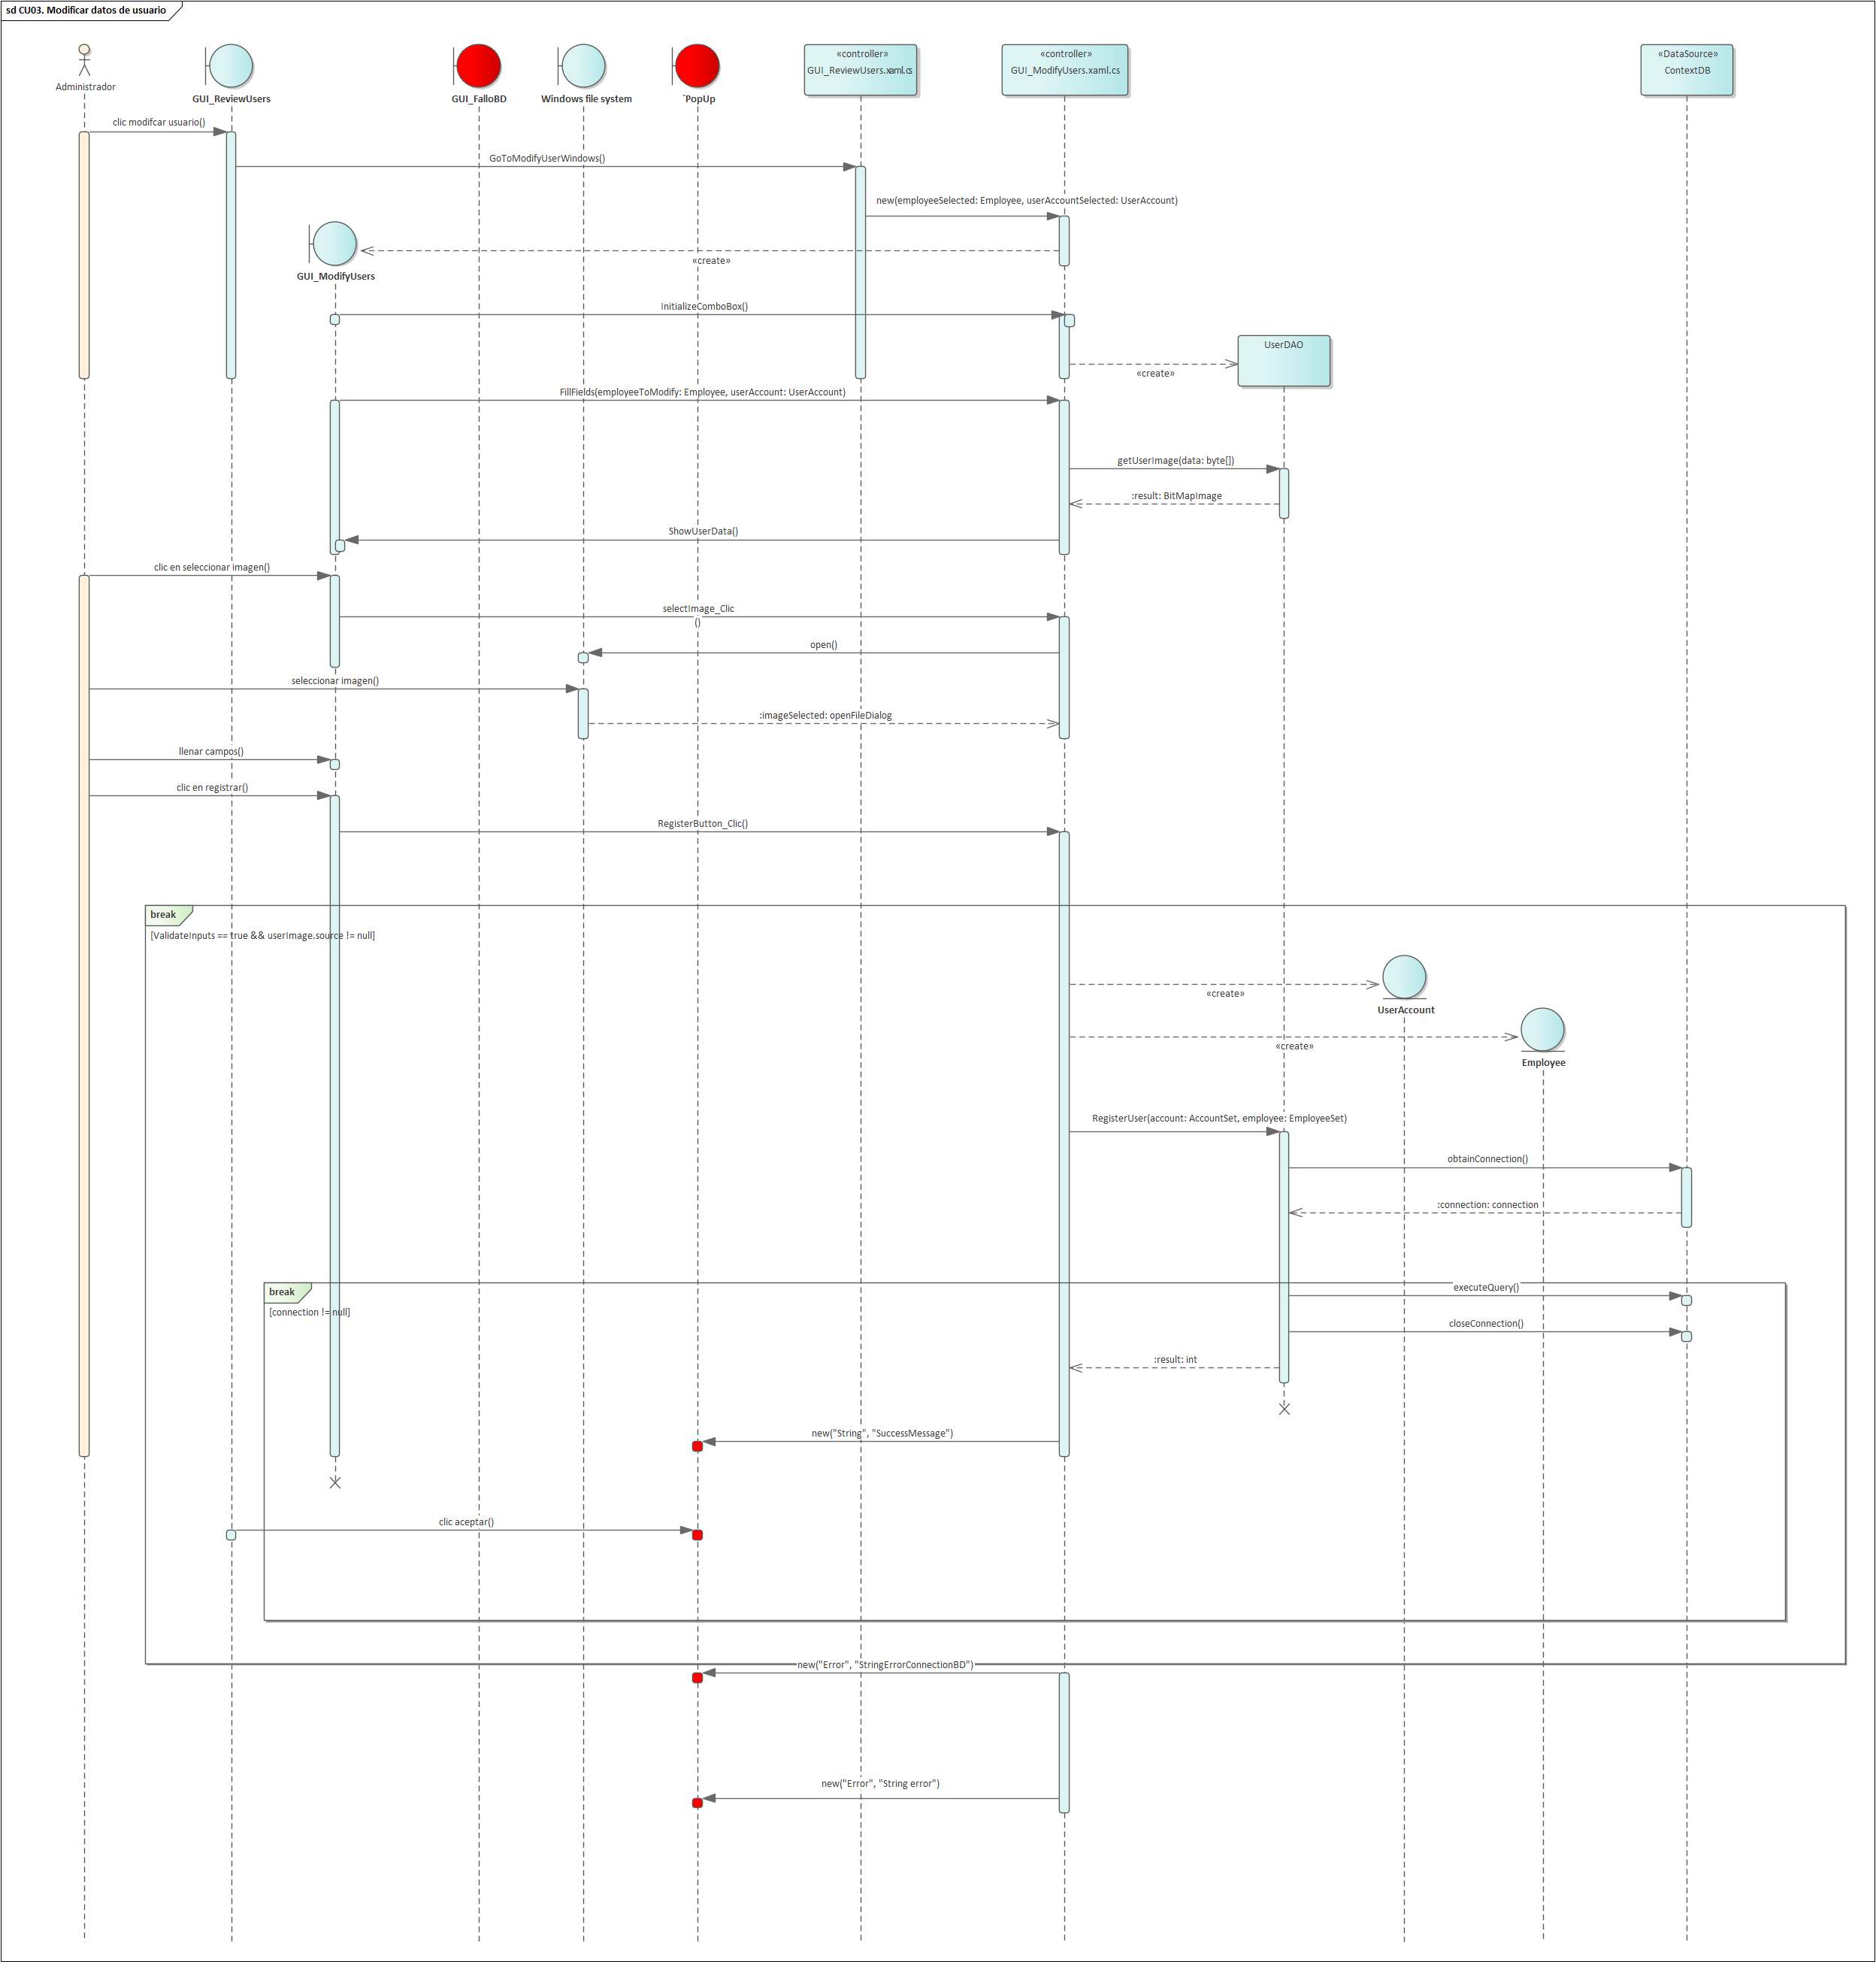 sd CU03. Modificar datos de usuario
«controller»
«controller»
«DataSource»
GUI_ReviewUsers.xaml.cs
GUI_ModifyUsers.xaml.cs
ContextDB
Administrador
GUI_ReviewUsers
GUI_FalloBD
Windows file system
´PopUp
clic modifcar usuario()
GoToModifyUserWindows()
new(employeeSelected: Employee, userAccountSelected: UserAccount)
«create»
GUI_ModifyUsers
InitializeComboBox()
UserDAO
«create»
FillFields(employeeToModify: Employee, userAccount: UserAccount)
getUserImage(data: byte[])
:result: BitMapImage
ShowUserData()
clic en seleccionar imagen()
selectImage_Clic
()
open()
seleccionar imagen()
:imageSelected: openFileDialog
llenar campos()
clic en registrar()
RegisterButton_Clic()
break
[ValidateInputs == true && userImage.source != null]
«create»
UserAccount
«create»
Employee
RegisterUser(account: AccountSet, employee: EmployeeSet)
obtainConnection()
:connection: connection
break
executeQuery()
[connection != null]
closeConnection()
:result: int
new("String", "SuccessMessage")
clic aceptar()
new("Error", "StringErrorConnectionBD")
new("Error", "String error")